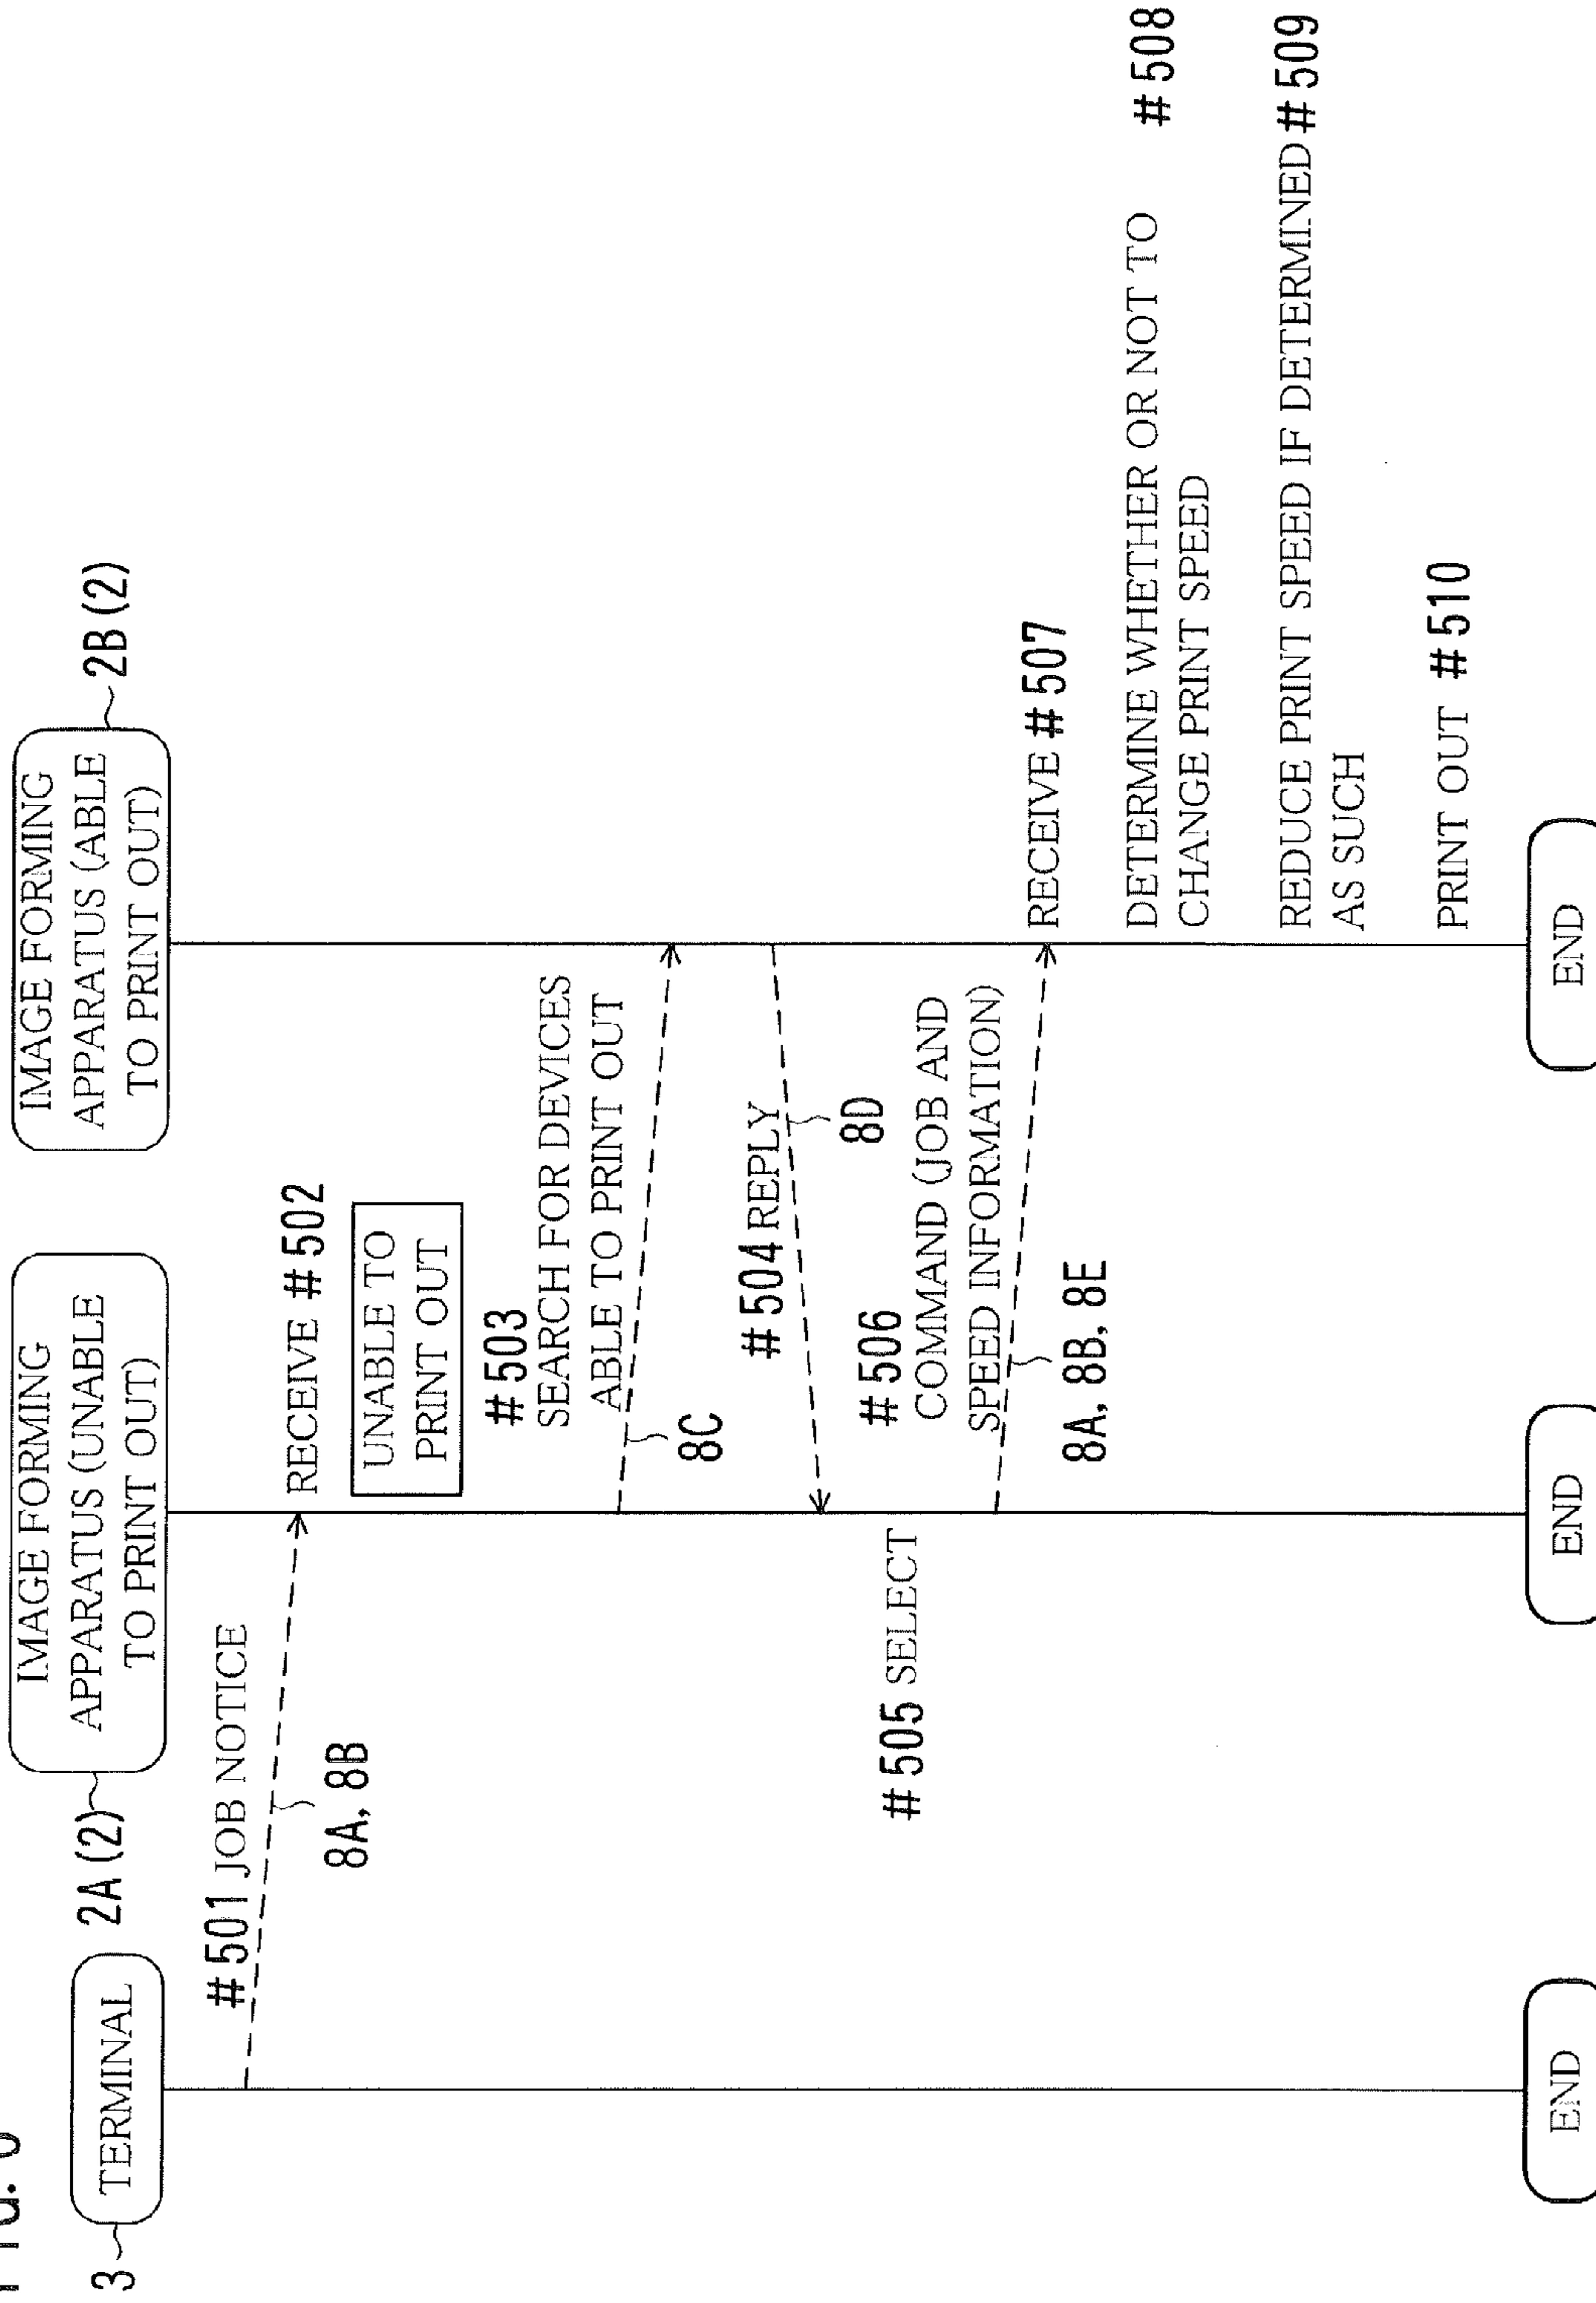 3
TERMINAL
2A (2)
IMAGE FORMING
APPARATUS (UNABLE
TO PRINT OUT)
IMAGE FORMING
APPARATUS (ABLE
TO PRINT OUT)
2B (2)
#501 JOB NOTICE
8A, 8B
RECEIVE #502
UNABLE TO
PRINT OUT
#503
SEARCH FOR DEVICES
ABLE TO PRINT OUT
8C
#504 REPLY
8D
#505 SELECT
#506
COMMAND (JOB AND
SPEED INFORMATION)
8A, 8B, 8E
RECEIVE #507
DETERMINE WHETHER OR NOT TO #508
CHANGE PRINT SPEED
REDUCE PRINT SPEED IF DETERMINED #509
AS SUCH
PRINT OUT #510
END
END
END